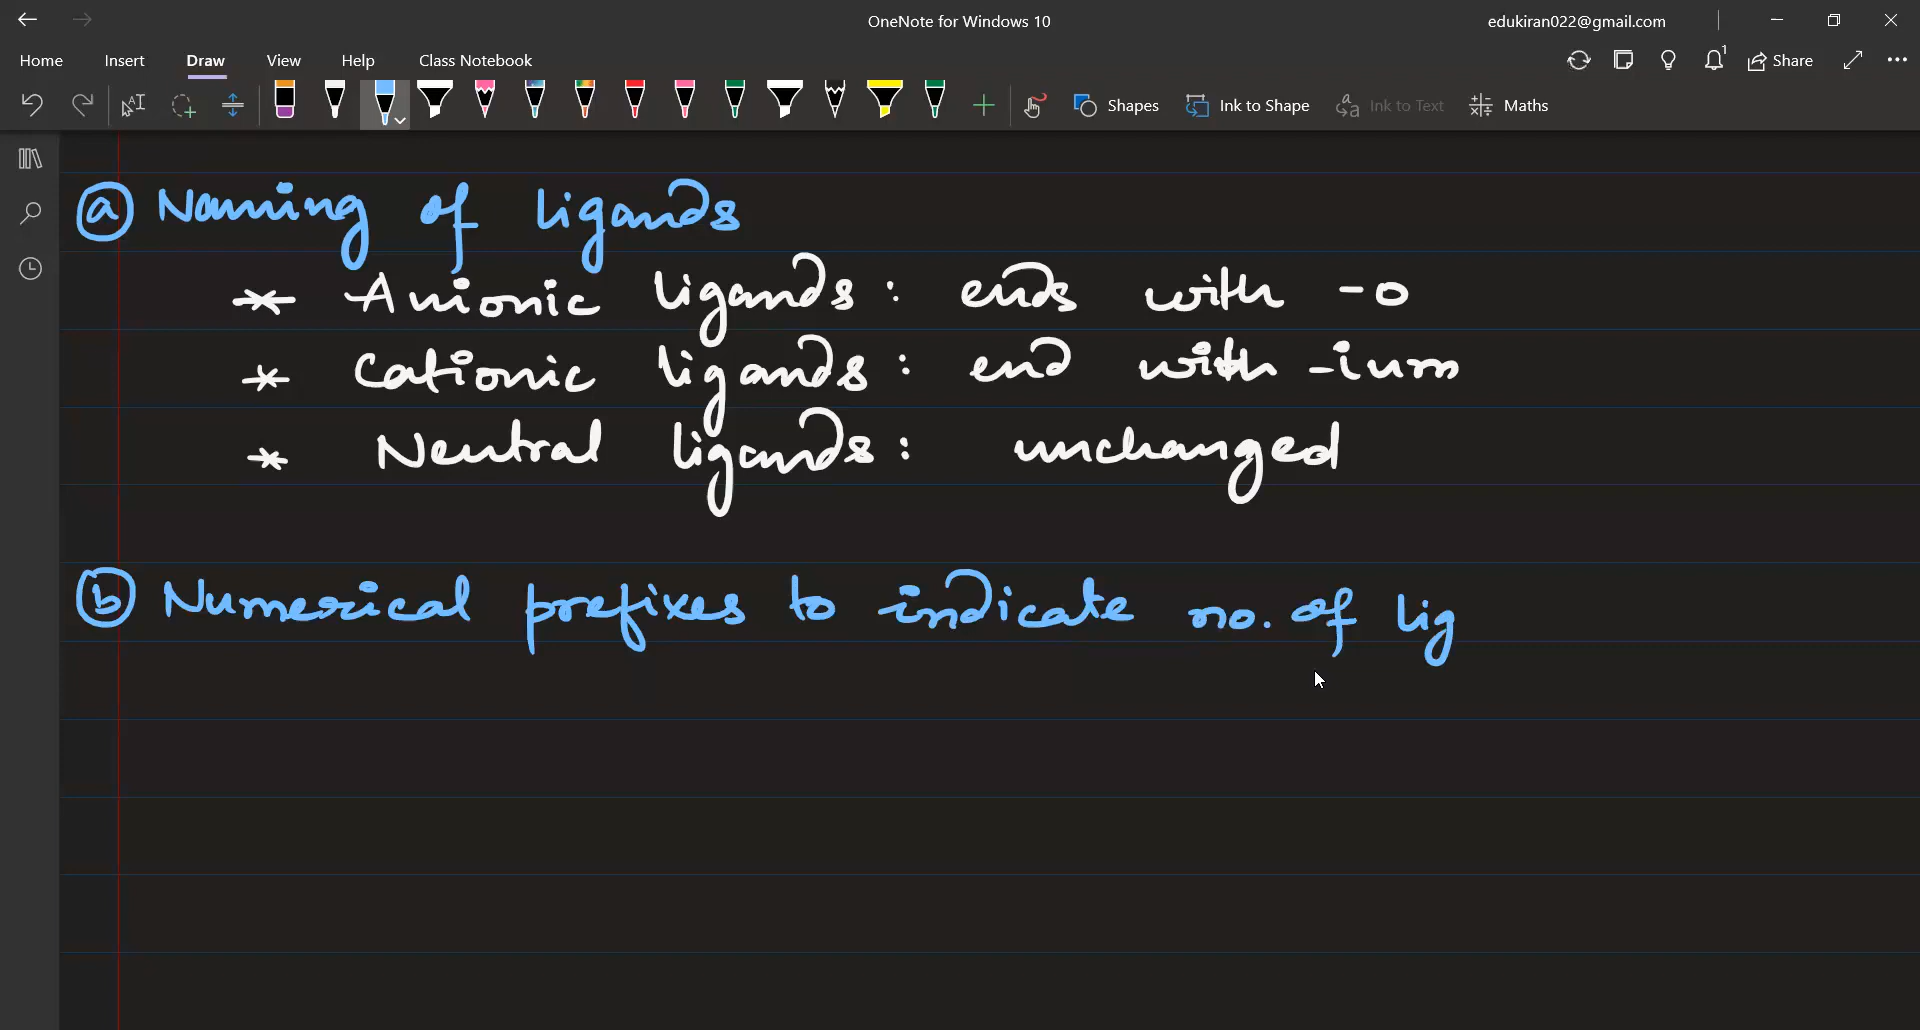 OneNote for Windows 10
edukiran022@gmail.com
Home Insert Draw View Help Class Notebook
1 Share
Shapes Ink to Shape Ink to Text Maths
a Naming of ligands
* Anionic ligands : ends with -o
* Cationic ligands : end with -ium
* Neutral ligands : unchanged
b Numerical prefixes to indicate no. of lig